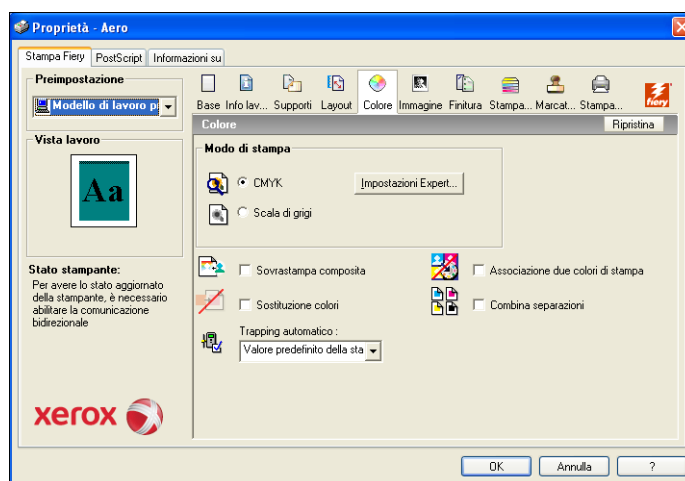 Proprietà - Aero
Stampa Fiery PostScript Informazioni su
Preimpostazione
Modello di lavoro p
Vista lavoro
Aa
Stato stampante:
Per avere lo stato aggiornato
della stampante, è necessario
abilitare la comunicazione
bidirezionale
xerox
Base Info lav... Supporti Layout Colore Immagine Finitura Stampa... Marcat... Stampa...
fiery
Colore Ripristina
Modo di stampa
CMYK Impostazioni Expert...
Scala di grigi
Sovrastampa composita Associazione due colori di stampa
Sostituzione colori Combina separazioni
Trapping automatico :
Valore predefinito della sta
OK Annulla ?